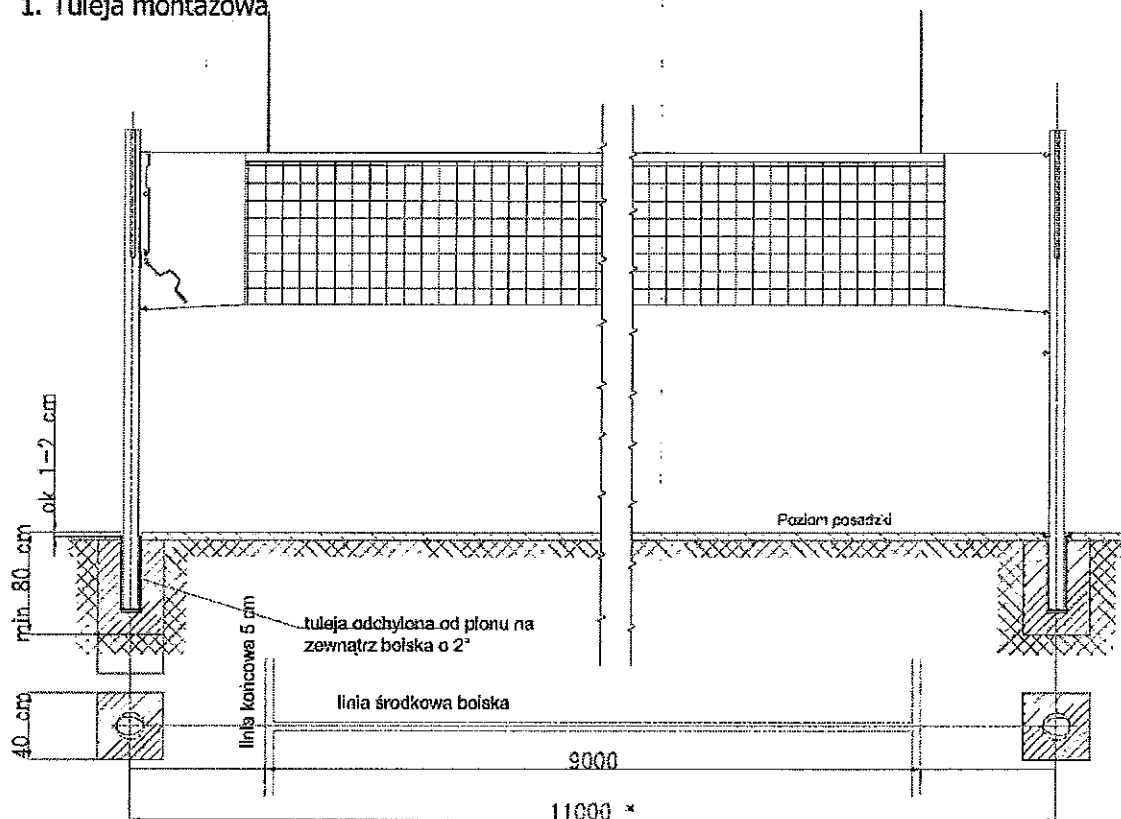 1. Tuleja montażowa
ok 1-2 cm
Poziom posadzki
min. 80 cm
tuleja odchylona od pionu na
zewnątrz boiska o 2°
linia końcowa 5 cm
linia środkowa boiska
40 cm
9000
11000 *